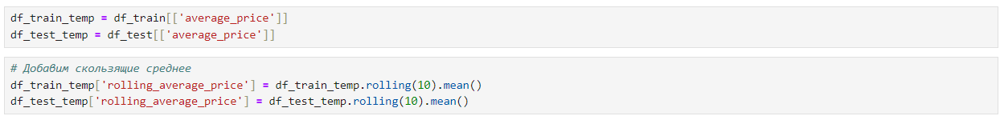 df_train_temp = df_train[['average_price']]
df_test_temp = df_test[['average_price']]
# Добавим скользящие среднее
df_train_temp['rolling_average_price'] = df_train_temp.rolling(10).mean()
df_test_temp['rolling_average_price'] = df_test_temp.rolling(10).mean()